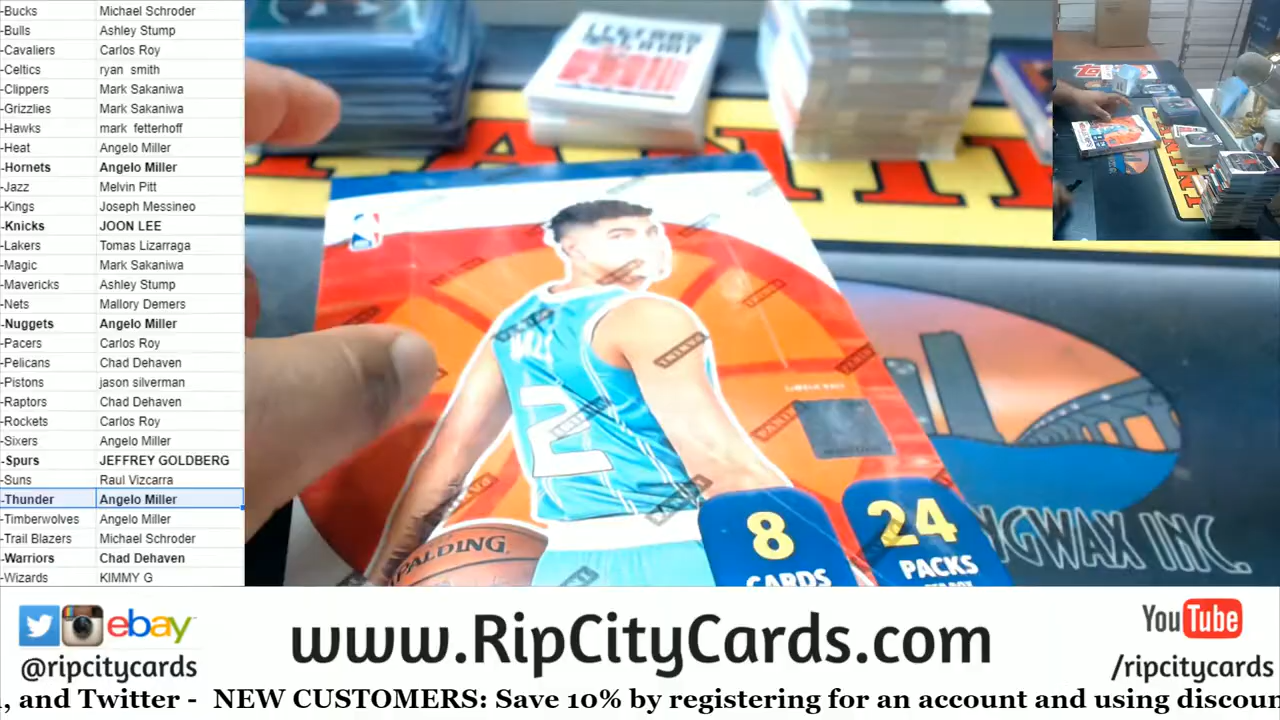 -Bucks Michael Schroder
-Bulls Ashley Stump
-Cavaliers Carlos Roy
-Celtics ryan smith
-Clippers Mark Sakaniwa
-Grizzlies Mark Sakaniwa
-Hawks mark fetterhoff
-Heat Angelo Miller
-Hornets Angelo Miller
-Jazz Melvin Pitt
-Kings Joseph Messineo
-Knicks JOON LEE
-Lakers Tomas Lizarraga
-Magic Mark Sakaniwa
-Mavericks Ashley Stump
-Nets Mallory Demers
-Nuggets Angelo Miller
-Pacers Carlos Roy
-Pelicans Chad Dehaven
-Pistons jason silverman
-Raptors Chad Dehaven
-Rockets Carlos Roy
-Sixers Angelo Miller
-Spurs JEFFREY GOLDBERG
-Suns Raul Vizcarra
-Thunder Angelo Miller
-Timberwolves Angelo Miller
-Trail Blazers Michael Schroder
-Warriors Chad Dehaven
-Wizards KIMMY G
PANINI
2
SPALDING
8
CARDS
24
PACKS
NGWAX INC.
ebay
@ripcitycards
www.RipCityCards.com
YouTube
/ripcitycards
, and Twitter - NEW CUSTOMERS: Save 10% by registering for an account and using discoun